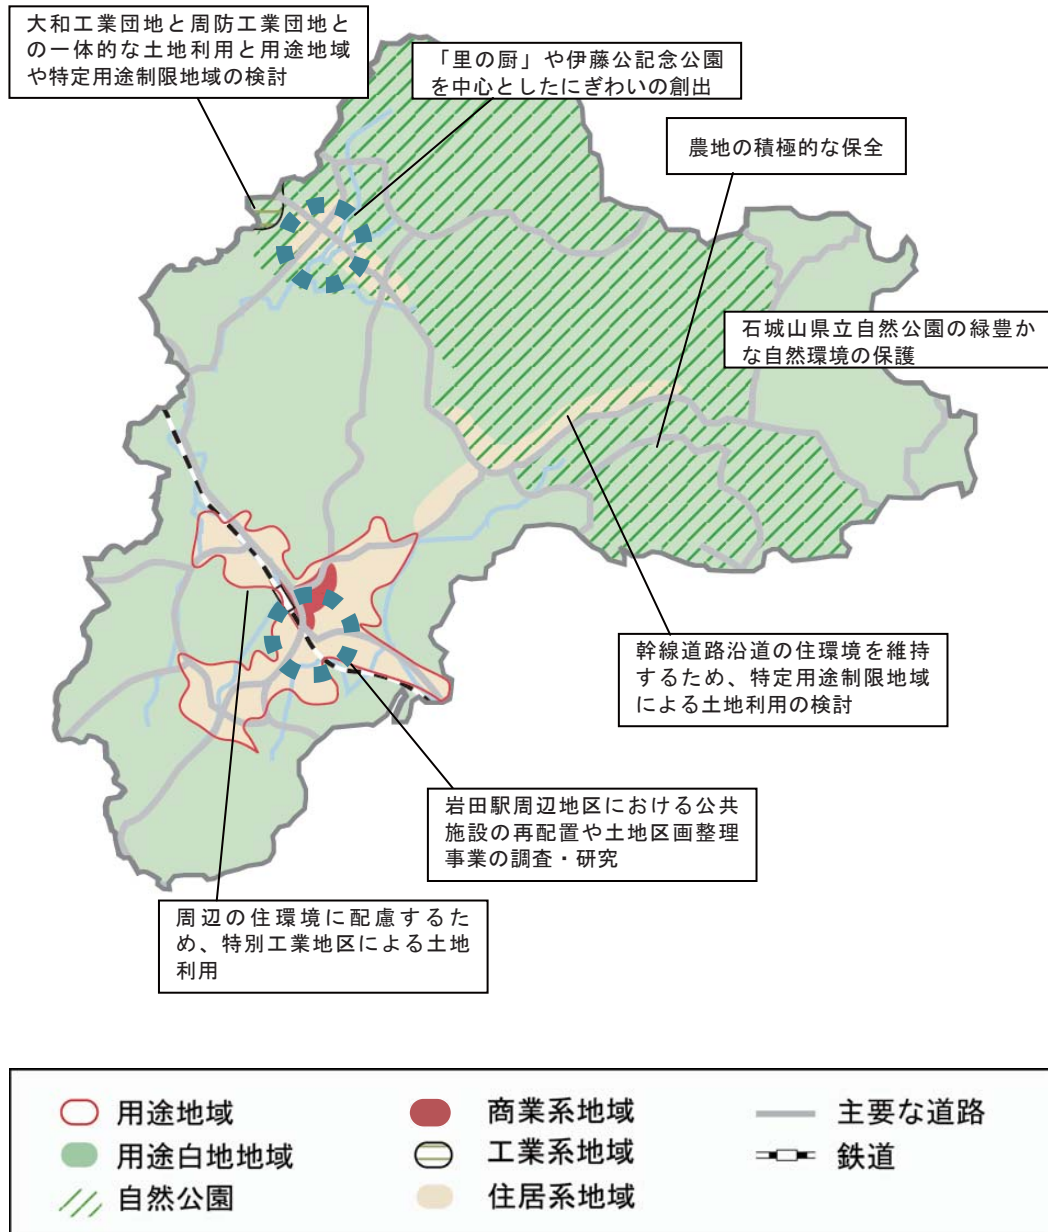 大和工業団地と周防工業団地と
の一体的な土地利用と用途地域
や特定用途制限地域の検討
「里の厨」や伊藤公記念公園
を中心としたにぎわいの創出
農地の積極的な保全
石城山県立自然公園の緑豊か
な自然環境の保護
幹線道路沿道の住環境を維持
するため、特定用途制限地域
による土地利用の検討
岩田駅周辺地区における公共
施設の再配置や土地区画整理
事業の調査・研究
周辺の住環境に配慮するた
め、特別工業地区による土地
利用
用途地域
商業系地域
主要な道路
用途白地地域
工業系地域
鉄道
自然公園
住居系地域